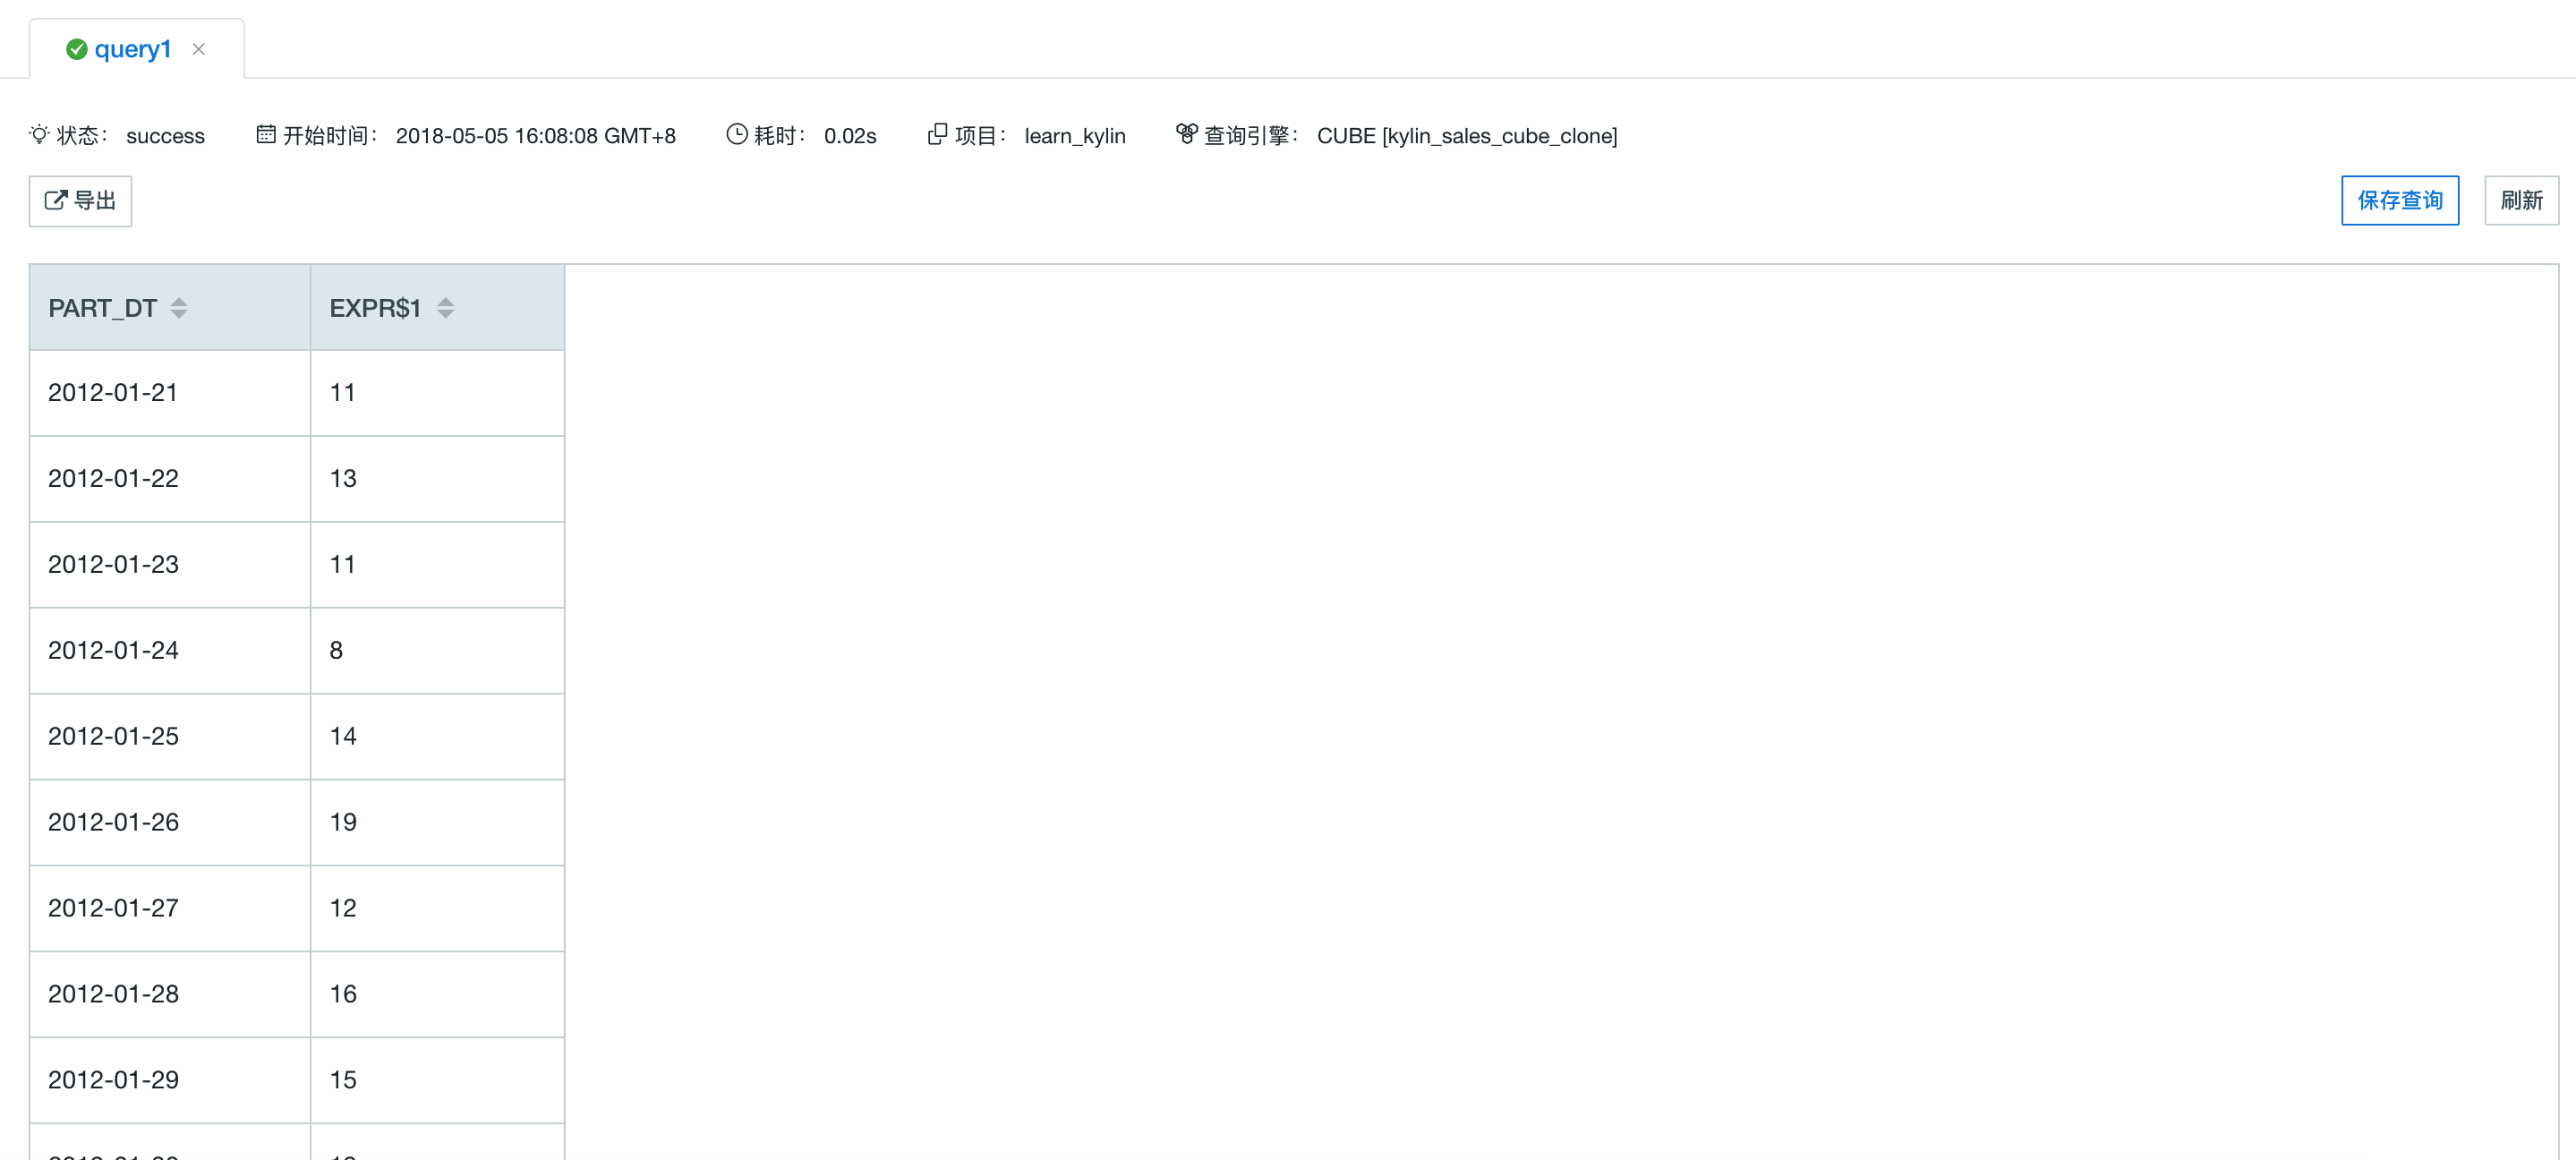 query1
状态： success 开始时间： 2018-05-05 16:08:08 GMT+8 耗时： 0.02s 项目： learn_kylin 查询引擎： CUBE [kylin_sales_cube_clone]
导出 保存查询 刷新
PART_DT EXPR$1
2012-01-21 11
2012-01-22 13
2012-01-23 11
2012-01-24 8
2012-01-25 14
2012-01-26 19
2012-01-27 12
2012-01-28 16
2012-01-29 15